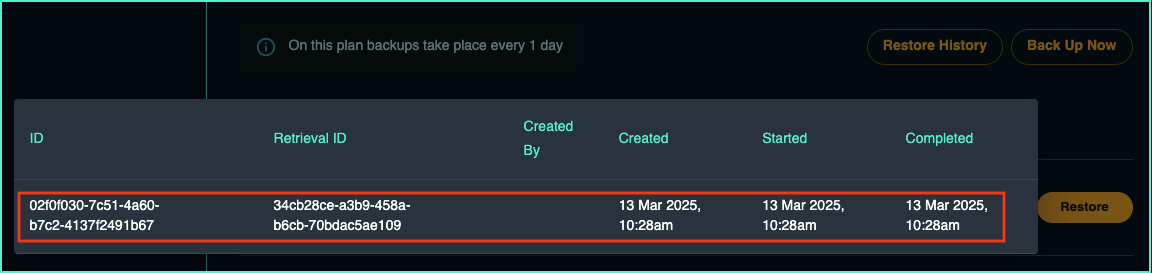 On this plan backups take place every 1 day
Restore History
Back Up Now
ID
Retrieval ID
Created
By
Created
Started
Completed
02f0f030-7c51-4a60-
b7c2-4137f2491b67
34cb28ce-a3b9-458a-
b6cb-70bdac5ae109
13 Mar 2025,
10:28am
13 Mar 2025,
10:28am
13 Mar 2025,
10:28am
Restore